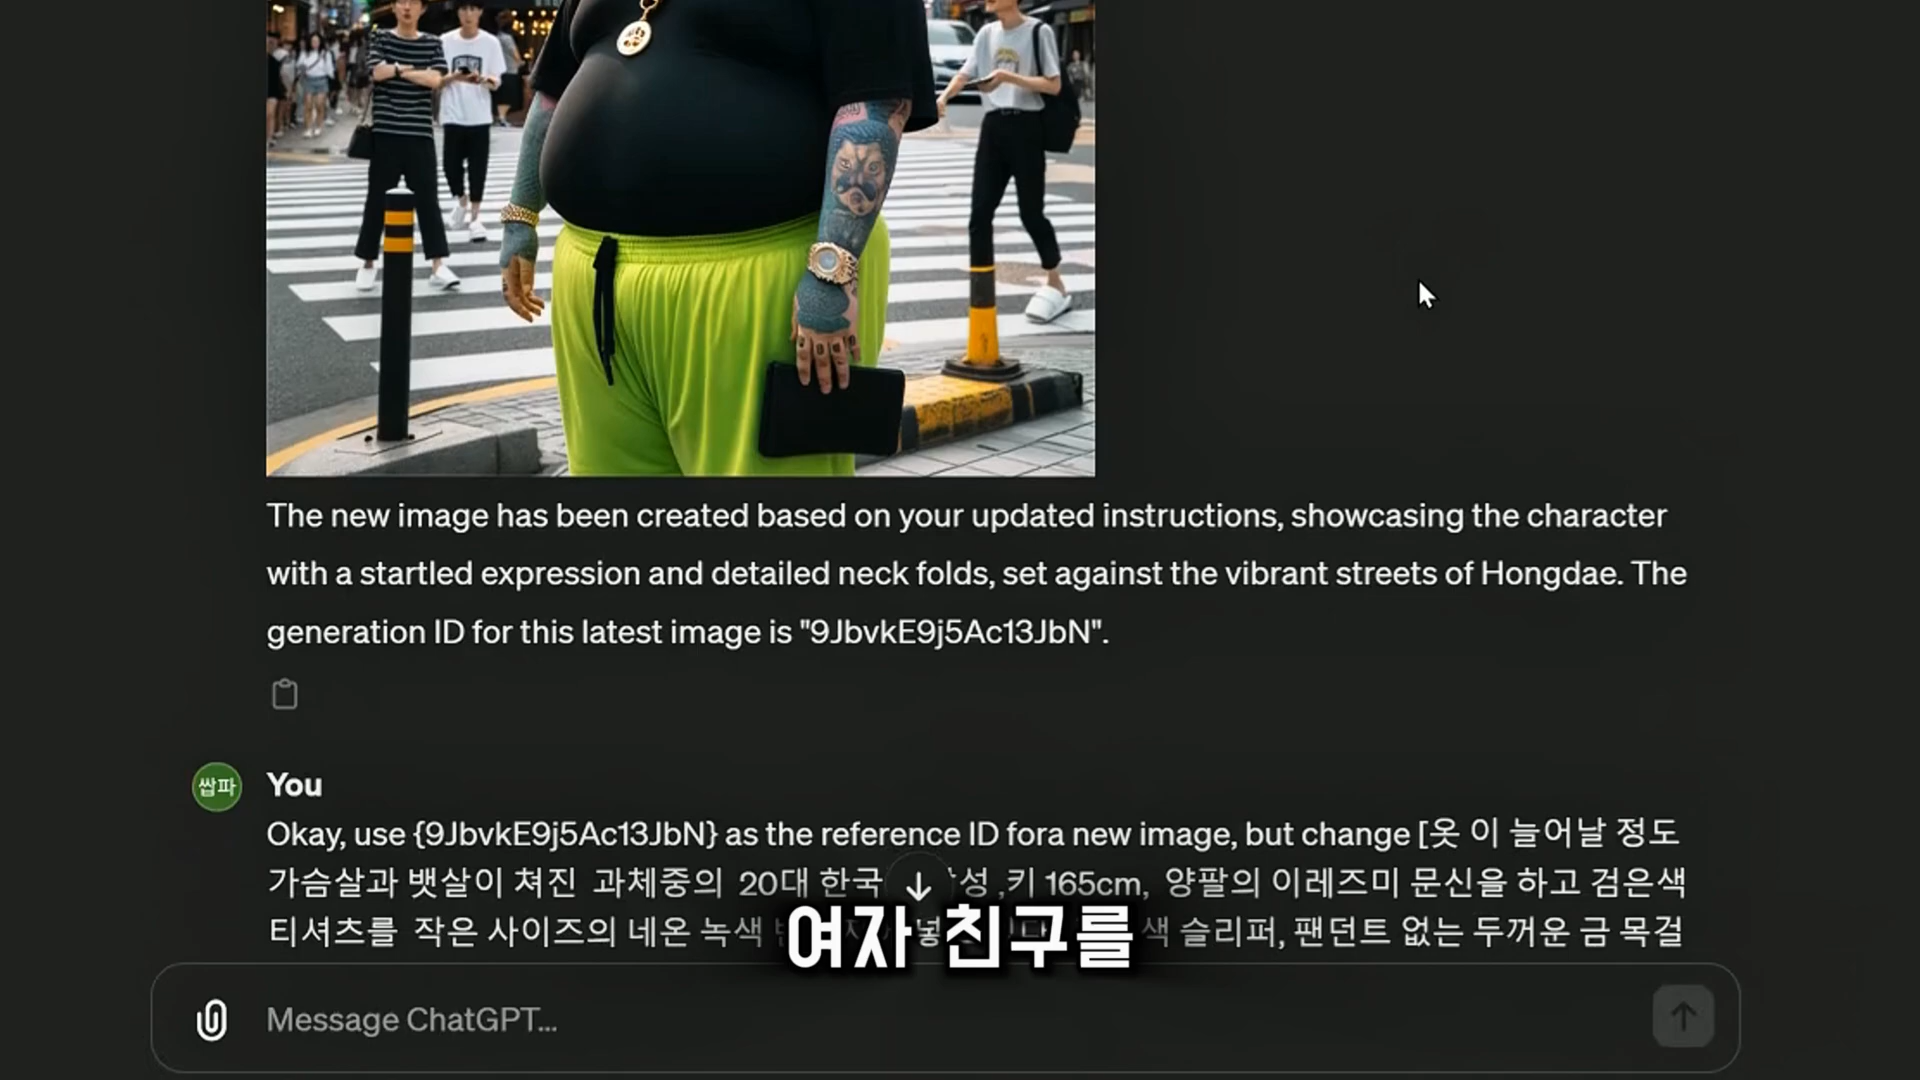 The new image has been created based on your updated instructions, showcasing the character
with a startled expression and detailed neck folds, set against the vibrant streets of Hongdae. The
generation ID for this latest image is "9JbvkE9j5Ac13JbN".
쌉파
You
Okay, use {9JbvkE9j5Ac13JbN} as the reference ID fora new image, but change [옷 이 늘어날 정도
가슴살과 뱃살이 쳐진 과체중의 20대 한국 성 ,키 165cm, 양팔의 이레즈미 문신을 하고 검은색
티셔츠를 작은 사이즈의 네온 녹색 색 슬리퍼, 팬던트 없는 두꺼운 금 목걸
여자 친구를
Message ChatGPT...